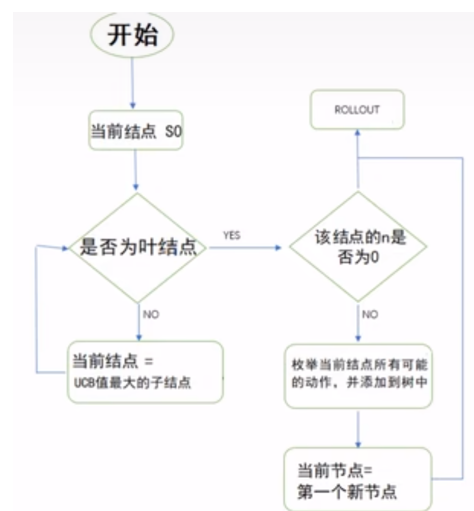 开始
当前结点 S0
是否为叶结点
YES
NO
当前结点 =
UCB值最大的子结点
ROLLOUT
该结点的n是
否为0
NO
枚举当前结点所有可能
的动作，并添加到树中
当前节点=
第一个新节点